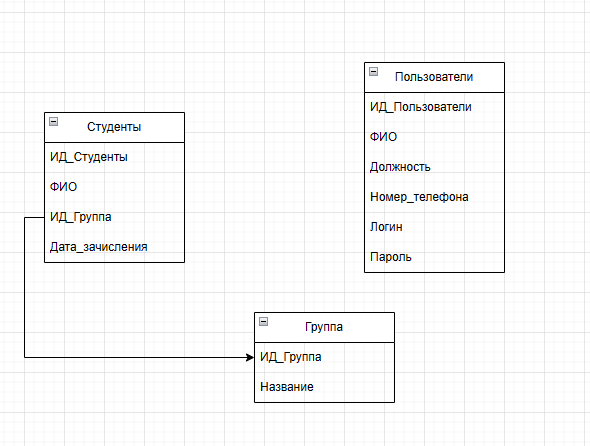 Пользователи
ИД_Пользователи
ФИО
Должность
Номер_телефона
Логин
Пароль
Студенты
ИД_Студенты
ФИО
ИД_Группа
Дата_зачисления
Группа
ИД_Группа
Название